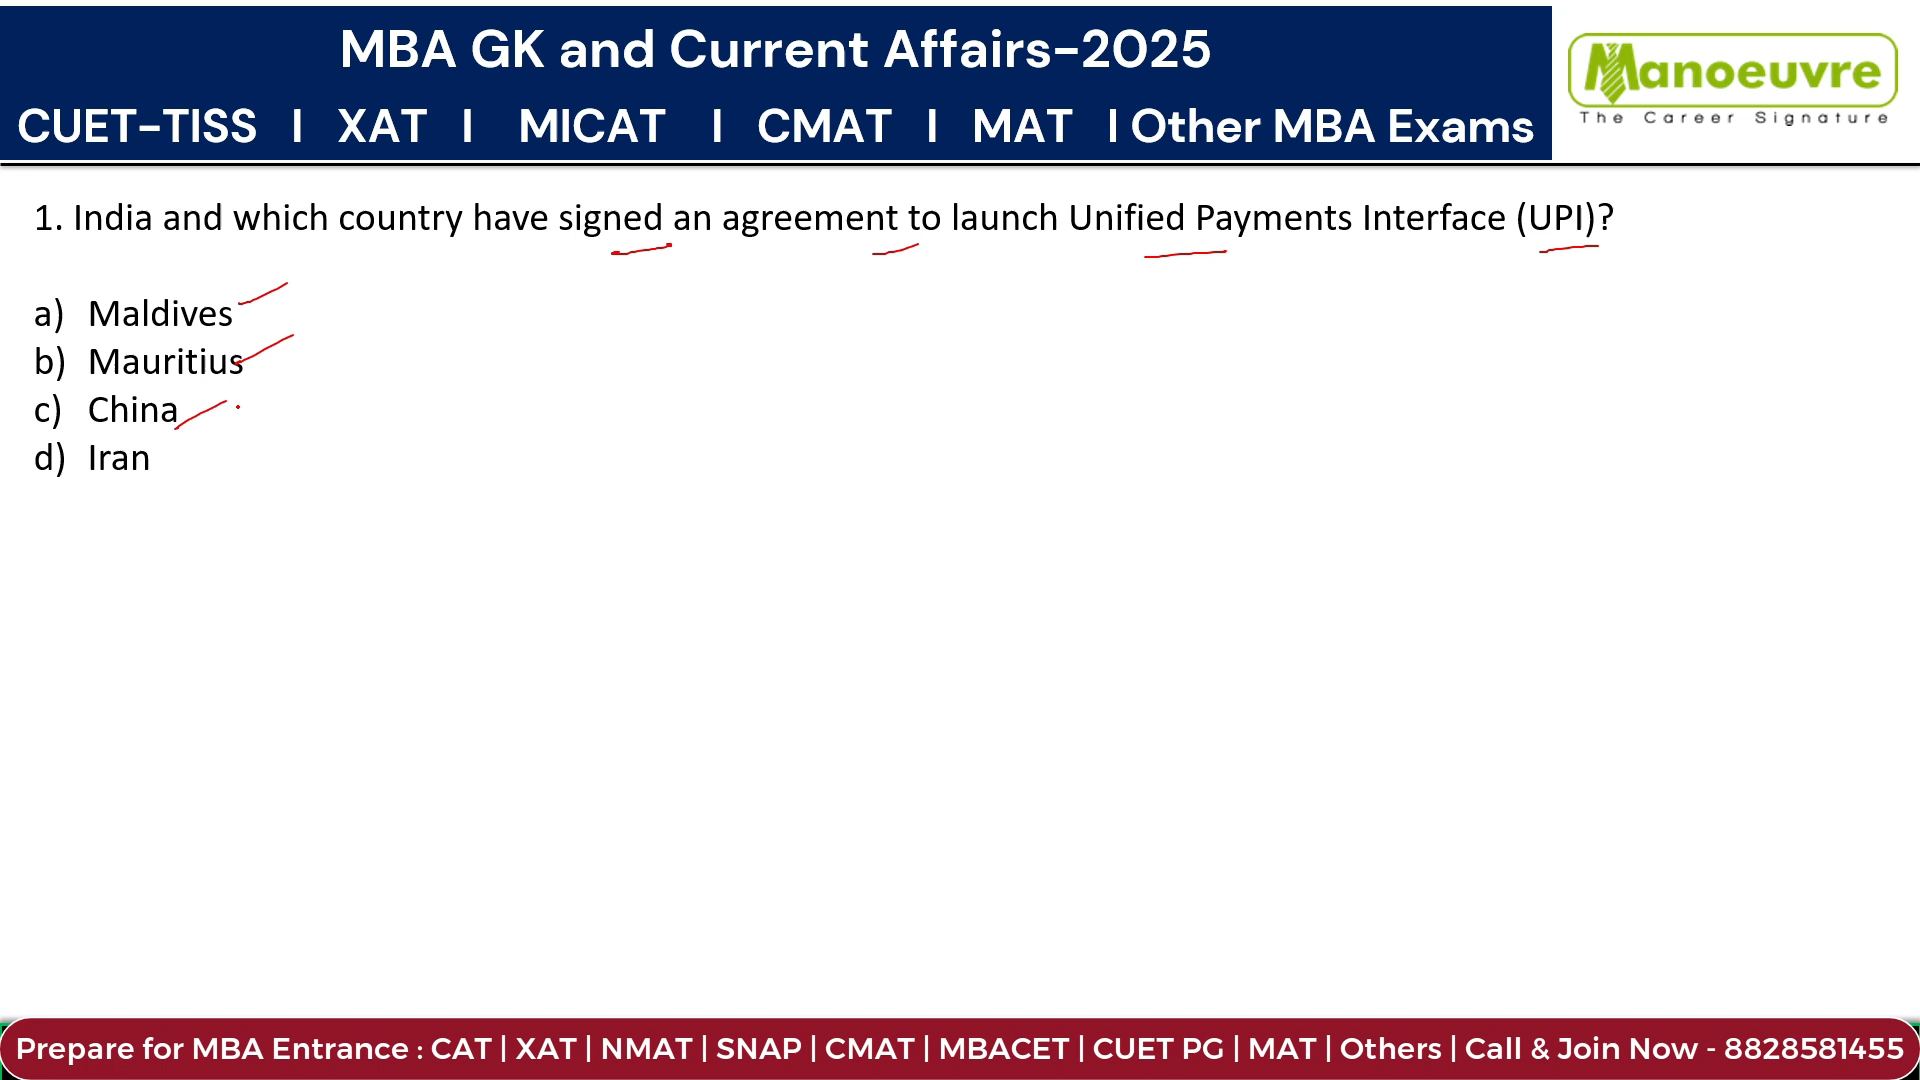 MBA GK and Current Affairs-2025
CUET-TISS I XAT I MICAT I CMAT I MAT I Other MBA Exams
Manoeuvre
The Career Signature
1. India and which country have signed an agreement to launch Unified Payments Interface (UPI)?
a) Maldives
b) Mauritius
c) China
d) Iran
Prepare for MBA Entrance : CAT | XAT | NMAT | SNAP | CMAT | MBACET | CUET PG | MAT | Others | Call & Join Now - 8828581455